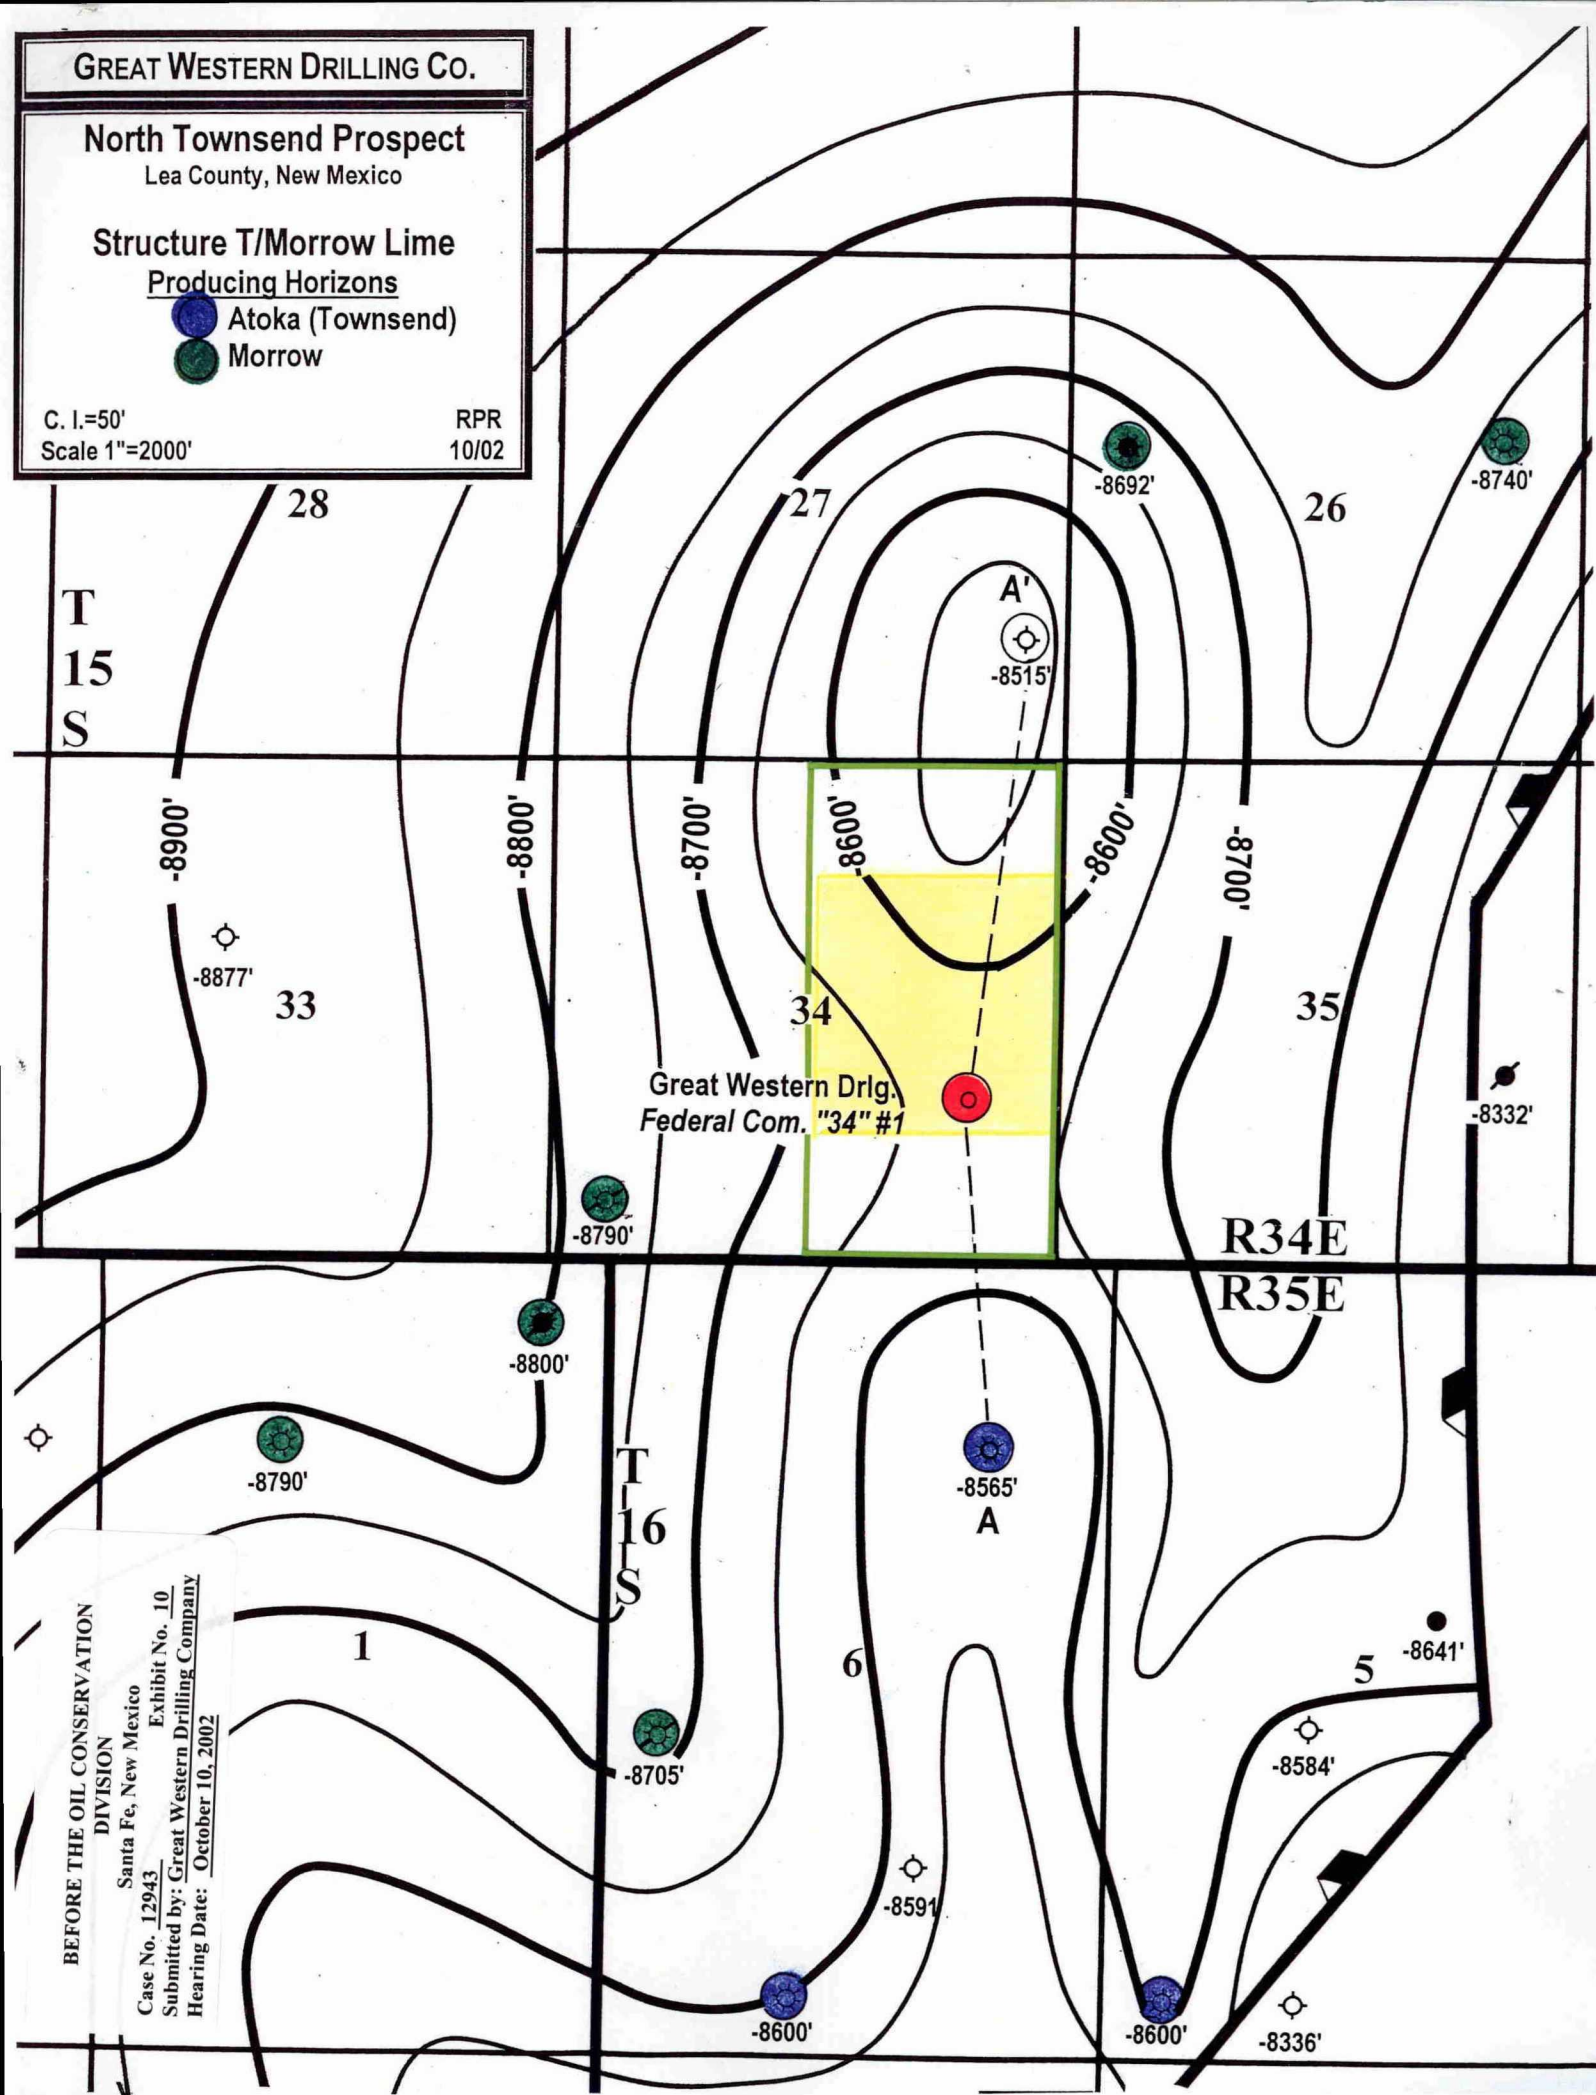 GREAT WESTERN DRILLING CO.
North Townsend Prospect
Lea County, New Mexico
Structure T/Morrow Lime
Producing Horizons
Atoka (Townsend)
Morrow
C. I.=50'
RPR
Scale 1"=2000'
10/02
28
27
26
-8692'
-8740'
T
15
S
A'
-8515'
-8900'
-8800'
-8700'
-8600'
-8600'
-8700'
-8877'
33
34
35
Great Western Drlg.
Federal Com. "34" #1
-8332'
-8790'
R34E
R35E
-8800'
-8790'
T
16
S
-8565'
A
1
6
5
-8641'
-8584'
-8705'
-8591
-8600'
-8600'
-8336'
BEFORE THE OIL CONSERVATION
DIVISION
Santa Fe, New Mexico
Case No. 12943 Exhibit No. 10
Submitted by: Great Western Drilling Company
Hearing Date: October 10, 2002